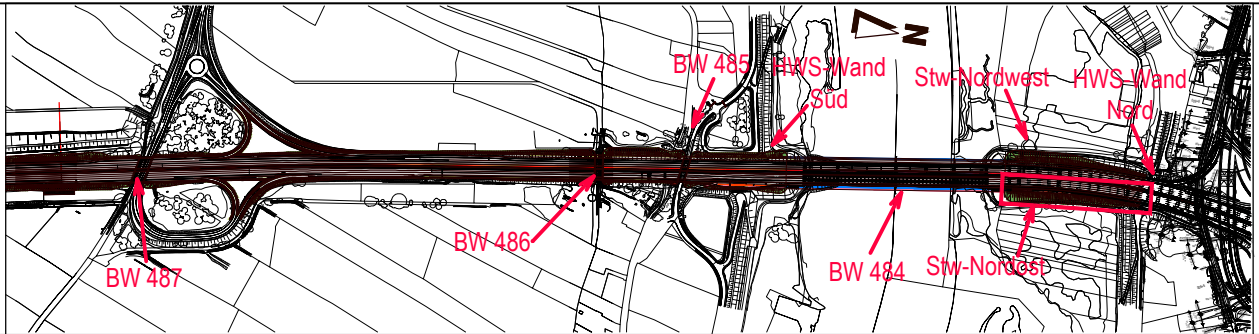 N
BW 485
HWS-Wand
Süd
Stw-Nordwest
HWS-Wand
Nord
BW 486
BW 487
BW 484
Stw-Nordost